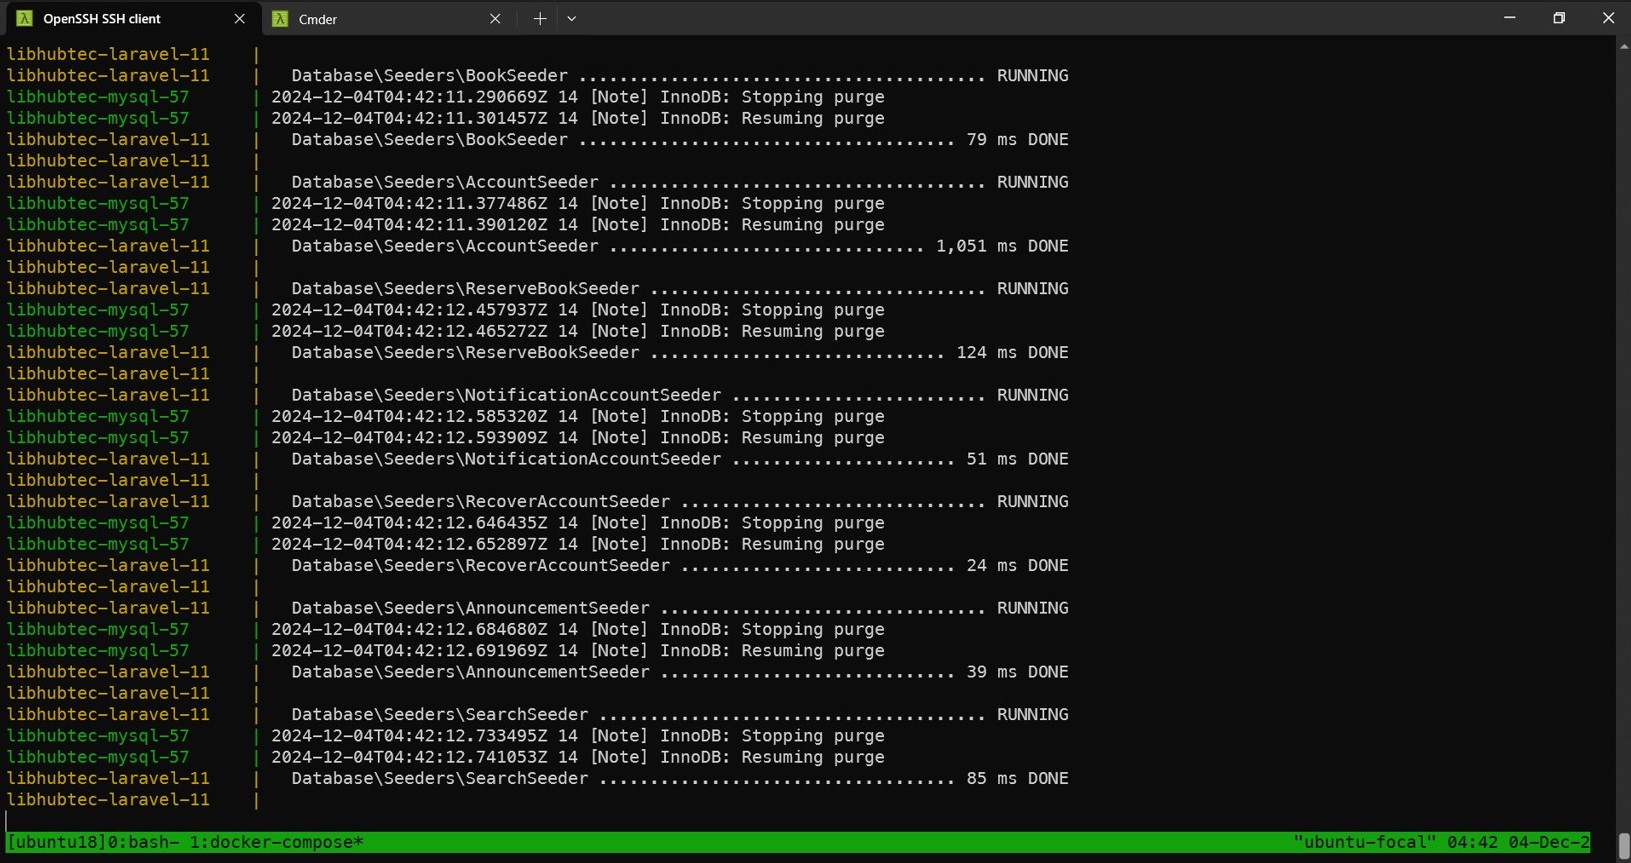 OpenSSH SSH client
Cmder
libhubtec-laravel-11 |
libhubtec-laravel-11 | Database\Seeders\BookSeeder ........................................ RUNNING
libhubtec-mysql-57 | 2024-12-04T04:42:11.290669Z 14 [Note] InnoDB: Stopping purge
libhubtec-mysql-57 | 2024-12-04T04:42:11.301457Z 14 [Note] InnoDB: Resuming purge
libhubtec-laravel-11 | Database\Seeders\BookSeeder ..................................... 79 ms DONE
libhubtec-laravel-11 |
libhubtec-laravel-11 | Database\Seeders\AccountSeeder ..................................... RUNNING
libhubtec-mysql-57 | 2024-12-04T04:42:11.377486Z 14 [Note] InnoDB: Stopping purge
libhubtec-mysql-57 | 2024-12-04T04:42:11.390120Z 14 [Note] InnoDB: Resuming purge
libhubtec-laravel-11 | Database\Seeders\AccountSeeder ............................... 1,051 ms DONE
libhubtec-laravel-11 |
libhubtec-laravel-11 | Database\Seeders\ReserveBookSeeder ................................. RUNNING
libhubtec-mysql-57 | 2024-12-04T04:42:12.457937Z 14 [Note] InnoDB: Stopping purge
libhubtec-mysql-57 | 2024-12-04T04:42:12.465272Z 14 [Note] InnoDB: Resuming purge
libhubtec-laravel-11 | Database\Seeders\ReserveBookSeeder ............................. 124 ms DONE
libhubtec-laravel-11 |
libhubtec-laravel-11 | Database\Seeders\NotificationAccountSeeder ......................... RUNNING
libhubtec-mysql-57 | 2024-12-04T04:42:12.585320Z 14 [Note] InnoDB: Stopping purge
libhubtec-mysql-57 | 2024-12-04T04:42:12.593909Z 14 [Note] InnoDB: Resuming purge
libhubtec-laravel-11 | Database\Seeders\NotificationAccountSeeder ...................... 51 ms DONE
libhubtec-laravel-11 |
libhubtec-laravel-11 | Database\Seeders\RecoverAccountSeeder .............................. RUNNING
libhubtec-mysql-57 | 2024-12-04T04:42:12.646435Z 14 [Note] InnoDB: Stopping purge
libhubtec-mysql-57 | 2024-12-04T04:42:12.652897Z 14 [Note] InnoDB: Resuming purge
libhubtec-laravel-11 | Database\Seeders\RecoverAccountSeeder ........................... 24 ms DONE
libhubtec-laravel-11 |
libhubtec-laravel-11 | Database\Seeders\AnnouncementSeeder ................................ RUNNING
libhubtec-mysql-57 | 2024-12-04T04:42:12.684680Z 14 [Note] InnoDB: Stopping purge
libhubtec-mysql-57 | 2024-12-04T04:42:12.691969Z 14 [Note] InnoDB: Resuming purge
libhubtec-laravel-11 | Database\Seeders\AnnouncementSeeder ............................. 39 ms DONE
libhubtec-laravel-11 |
libhubtec-laravel-11 | Database\Seeders\SearchSeeder ...................................... RUNNING
libhubtec-mysql-57 | 2024-12-04T04:42:12.733495Z 14 [Note] InnoDB: Stopping purge
libhubtec-mysql-57 | 2024-12-04T04:42:12.741053Z 14 [Note] InnoDB: Resuming purge
libhubtec-laravel-11 | Database\Seeders\SearchSeeder ................................... 85 ms DONE
libhubtec-laravel-11 |
[ubuntu18]0:bash- 1:docker-compose* "ubuntu-focal" 04:42 04-Dec-2